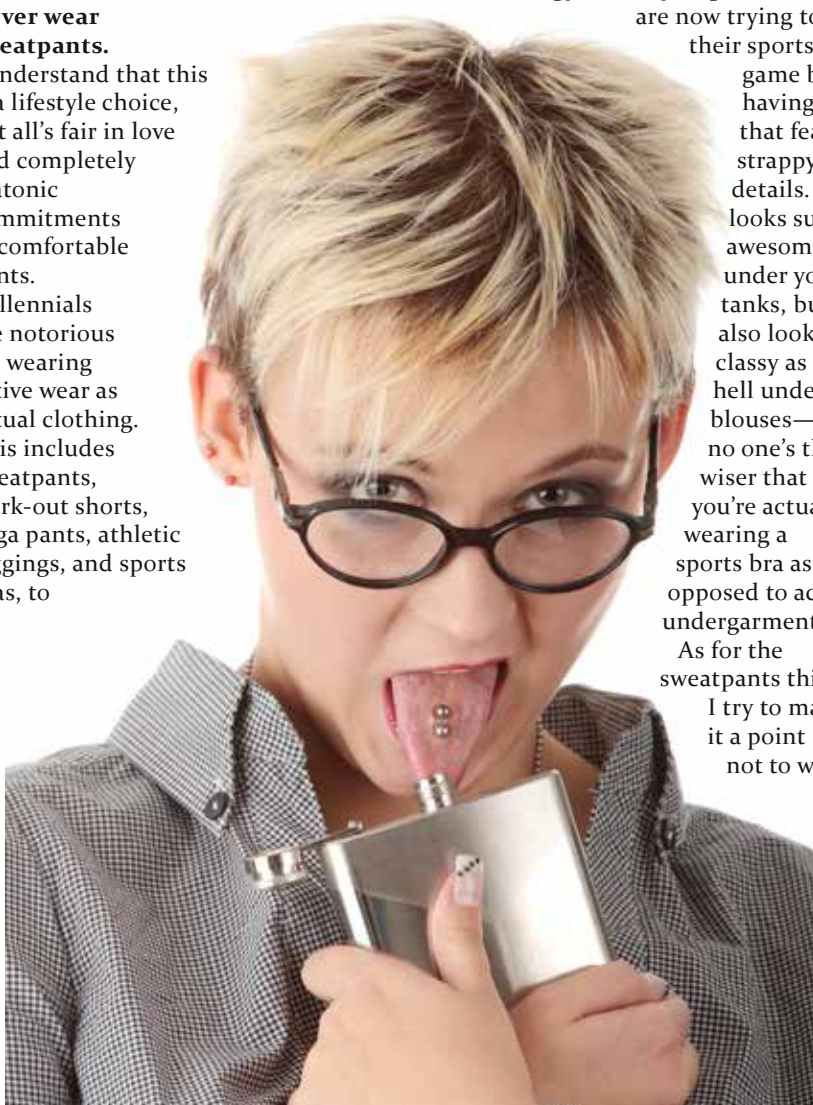 ver wear
eatpants.
nderstand that this
a lifestyle choice,
t all's fair in love
d completely
atonic
mmitments
comfortable
nts.
llennials
e notorious
wearing
tive wear as
tual clothing.
is includes
eatpants,
rk-out shorts,
ga pants, athletic
ggings, and sports
as, to
are now trying to
their sports
game b
having
that fea
strappy
details.
looks su
awesom
under yo
tanks, bu
also look
classy as
hell unde
blouses—
no one's th
wiser that
you're actua
wearing a
sports bra as
opposed to ac
undergarment
As for the
sweatpants thi
I try to ma
it a point
not to w